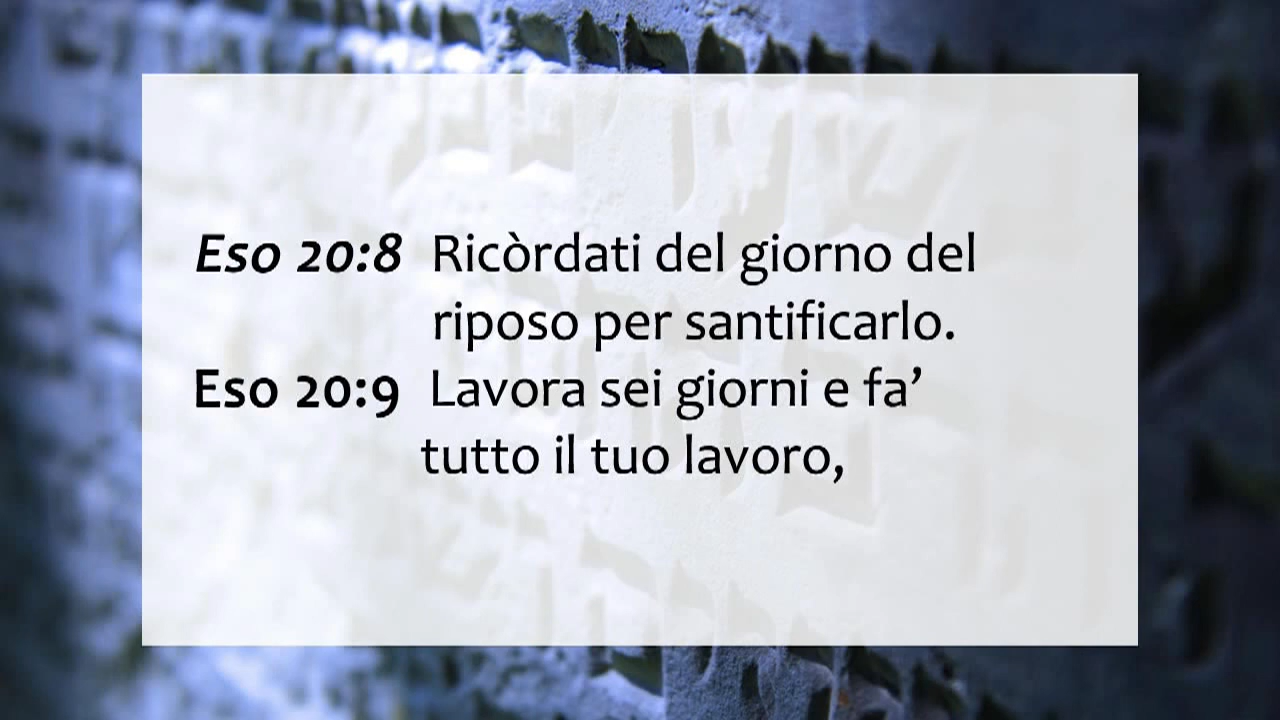 Eso 20:8 Ricòrdati del giorno del
riposo per santificarlo.
Eso 20:9 Lavora sei giorni e fa’
tutto il tuo lavoro,